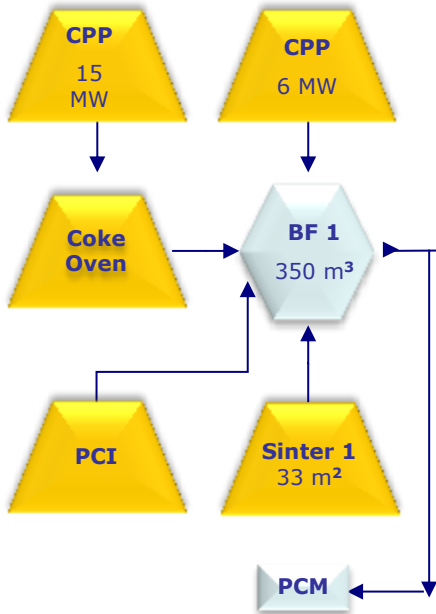 CPP
15
MW
CPP
6 MW
Coke
Oven
BF 1
350 m³
PCI
Sinter 1
33 m²
PCM